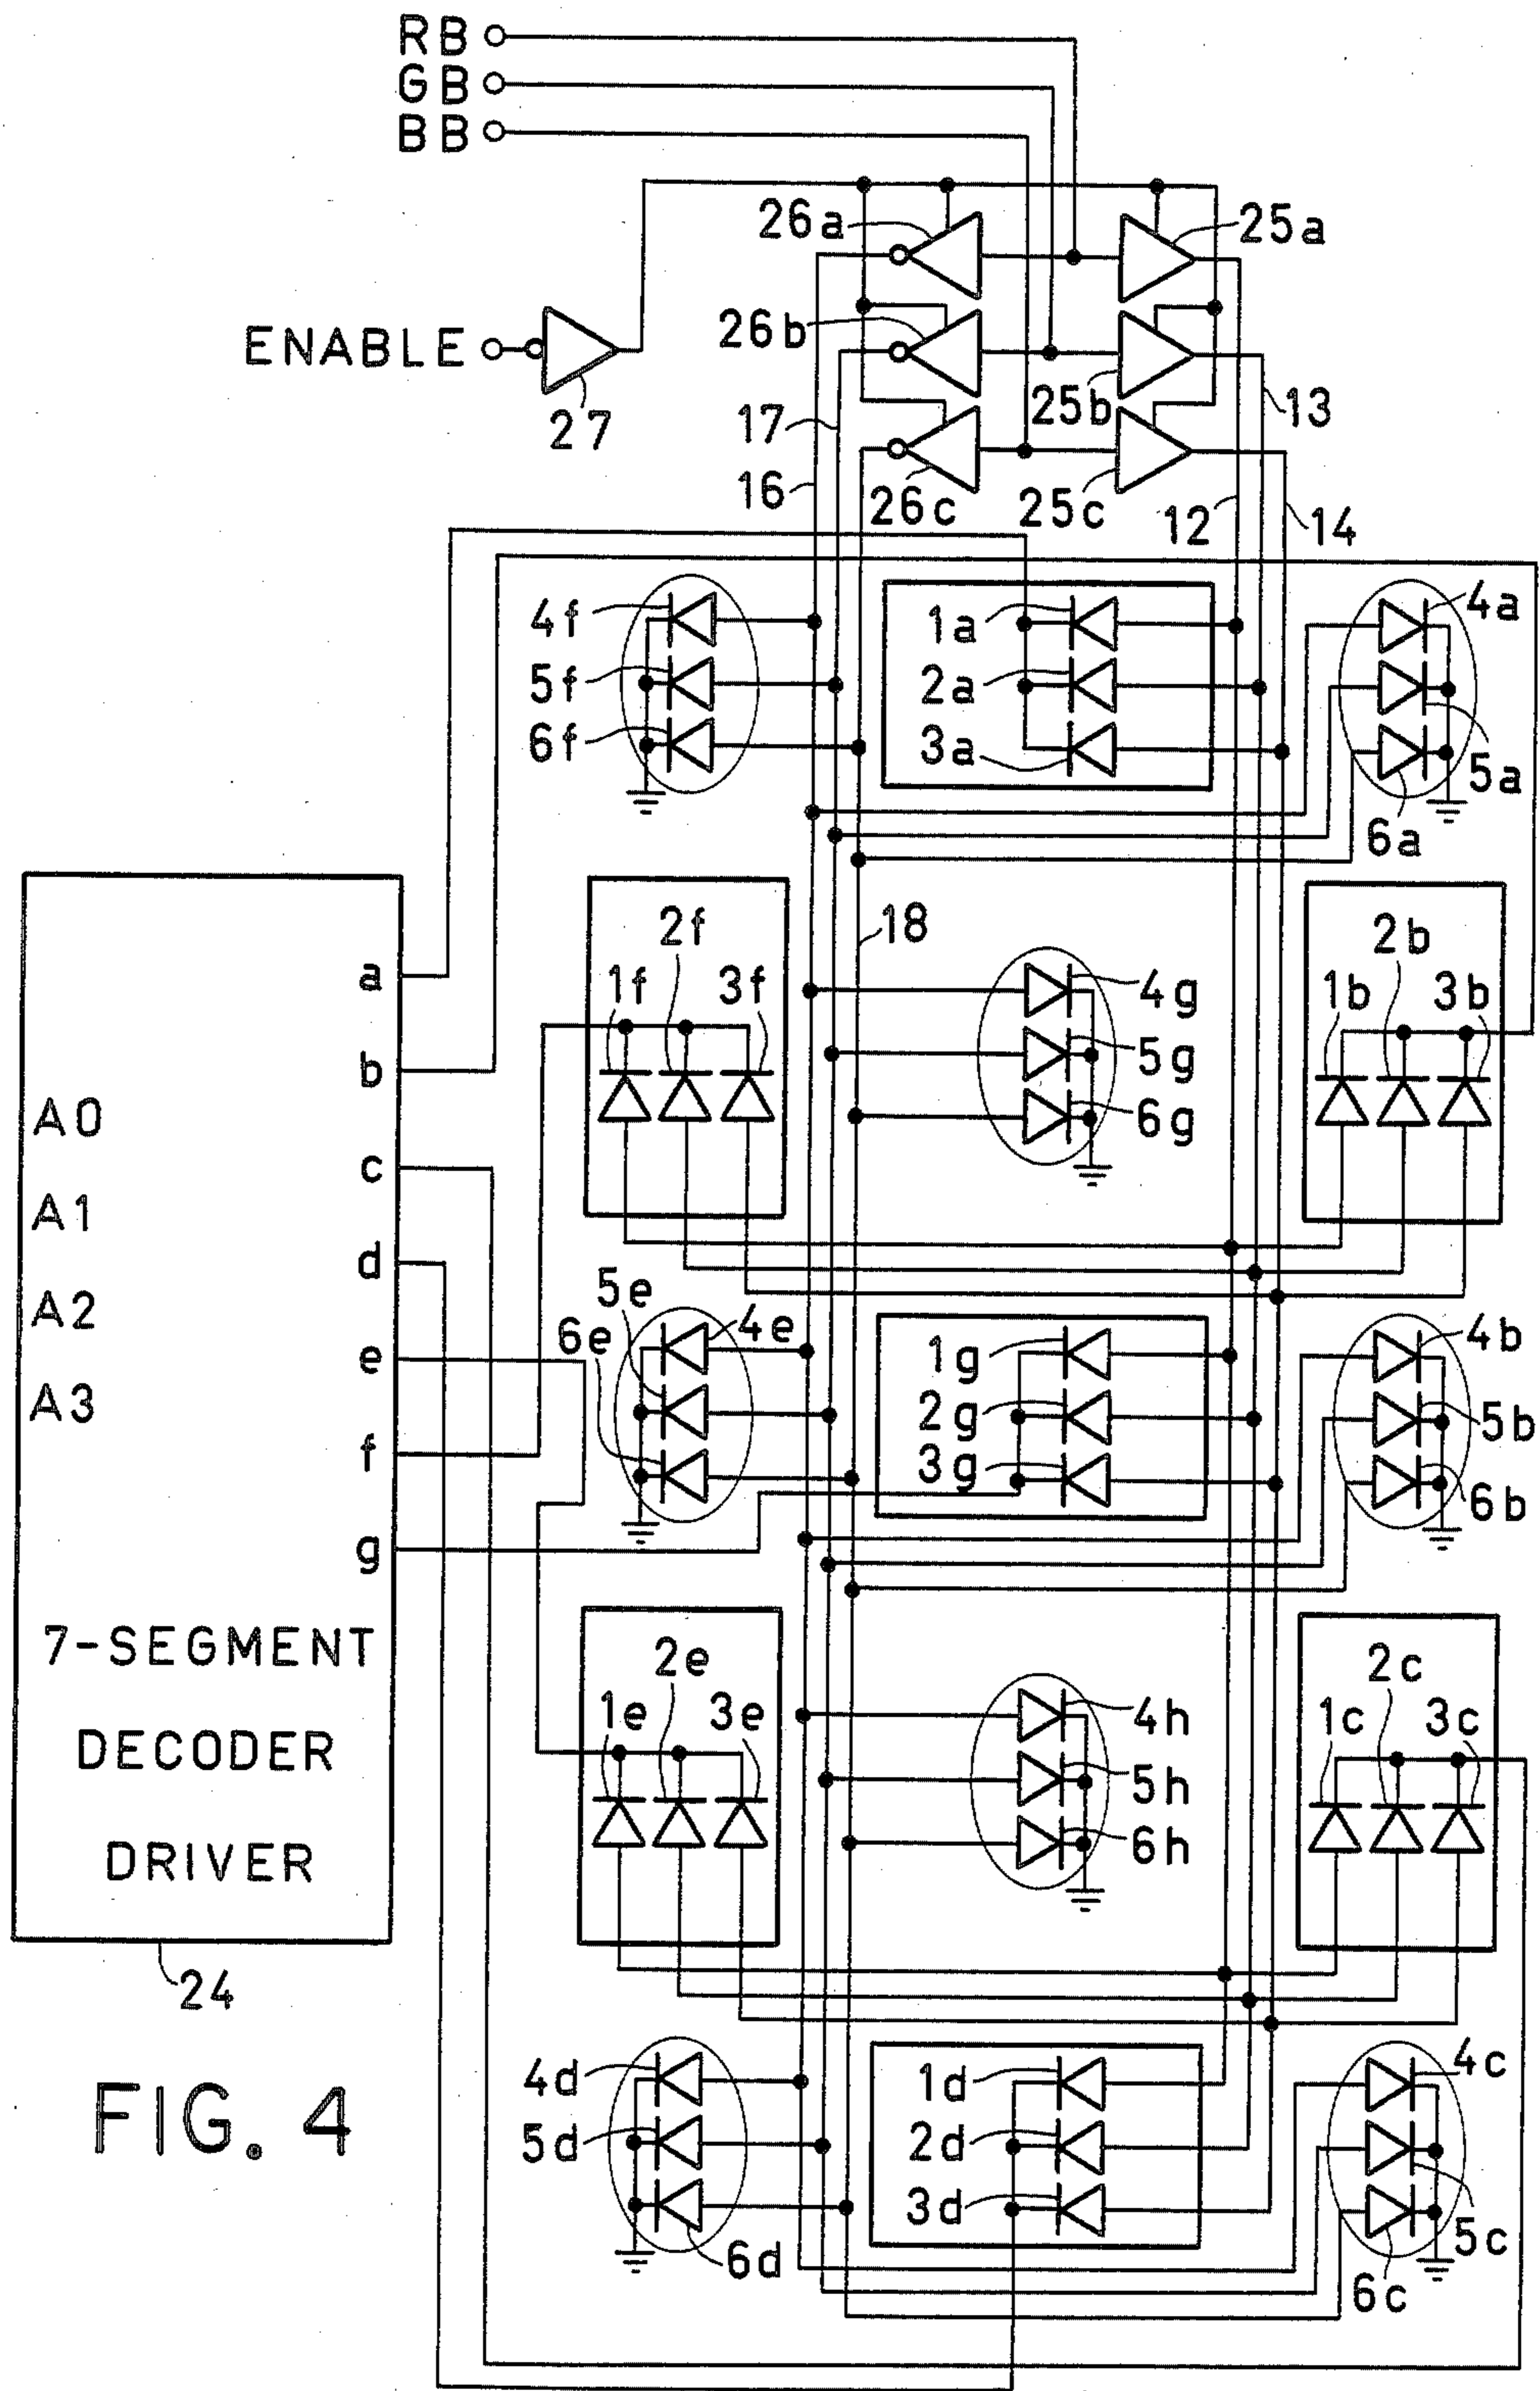 RB
GB
BB
26a
25a
26b
ENABLE
25b
13
17
27
16
26c
25c
12
14
4f
1a
4a
5f
2a
6f
3a
5a
6a
18
2f
2b
a
1f
3f
4g
1b
3b
b
5g
A0
6g
c
A1
d
5e
A2
6e
4e
4b
e
1g
A3
2g
5b
f
3g
6b
g
7-SEGMENT
2e
2c
1e
3e
4h
1c
3c
DECODER
5h
6h
DRIVER
24
4d
1d
4c
FIG. 4
5d
2d
3d
5c
6d
6c